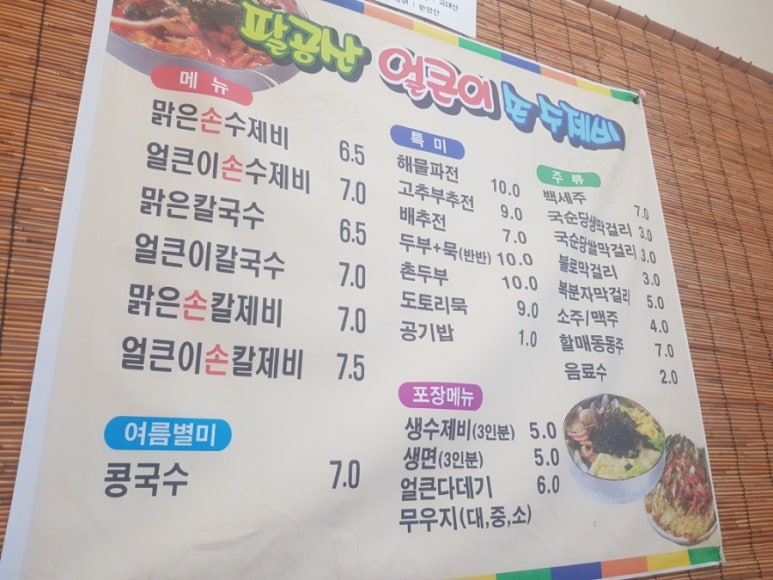 : 국내산
: 분양산
팔공산 얼큰이 손 수제비
메뉴
맑은손수제비 6.5
얼큰이손수제비 7.0
맑은칼국수 6.5
얼큰이칼국수 7.0
맑은손칼제비 7.0
얼큰이손칼제비 7.5
여름별미
콩국수 7.0
특미
해물파전 10.0
고추부추전 9.0
배추전 7.0
두부+묵(반반) 10.0
촌두부 10.0
도토리묵 9.0
공기밥 1.0
포장메뉴
생수제비(3인분) 5.0
생면(3인분) 5.0
얼큰다데기 6.0
무우지(대,중,소)
주류
백세주 7.0
국순당생막걸리 3.0
국순당쌀막걸리 3.0
불로막걸리 3.0
복분자막걸리 5.0
소주/맥주 4.0
할매동동주 7.0
음료수 2.0